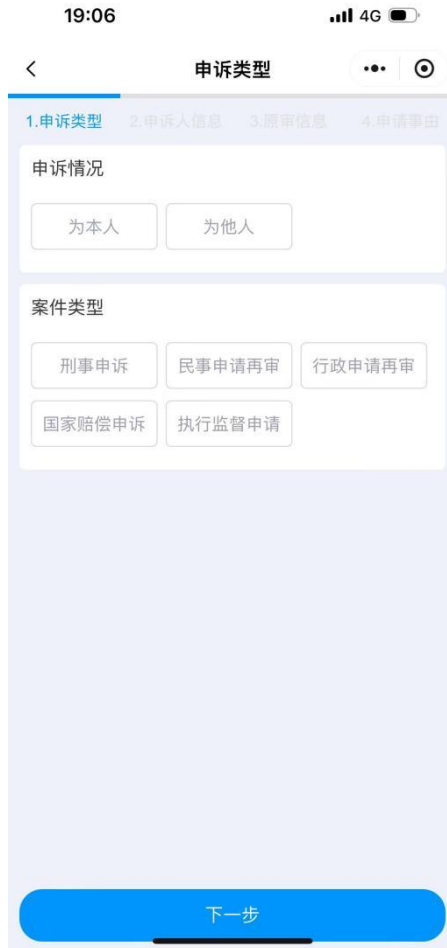 19:06 4G
申诉类型
1.申诉类型 2.申诉人信息 3.原审信息 4.申请事由
申诉情况
为本人 为他人
案件类型
刑事申诉 民事申请再审 行政申请再审
国家赔偿申诉 执行监督申请
下一步